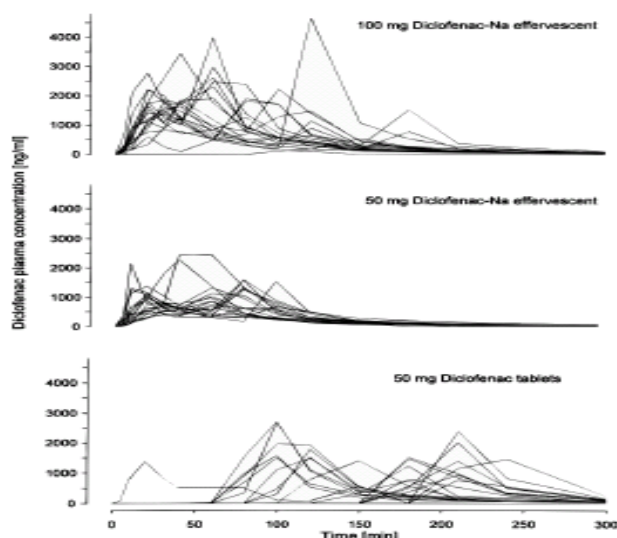 100 mg Diclofenac-Na effervescent
4000
3000
2000
1000
0
50 mg Diclofenac-Na effervescent
4000
3000
2000
1000
0
Diclofenac plasma concentration [ng/ml]
50 mg Diclofenac tablets
4000
3000
2000
1000
0
0 50 100 150 200 250 300
Time [min]